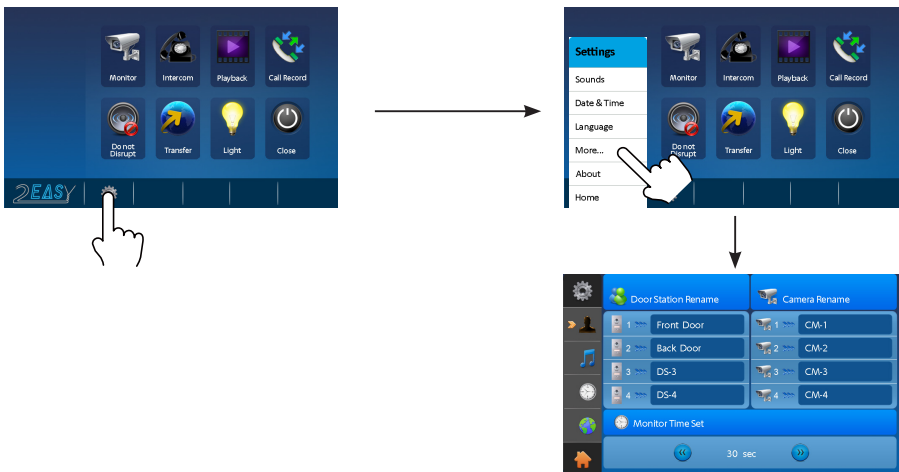 Monitor
Intercom
Playback
Call Record
Do not
Disrupt
Transfer
Light
Close
2EASY
Settings
Sounds
Date & Time
Language
More...
About
Home
Monitor
Intercom
Playback
Call Record
Do not
Disrupt
Transfer
Light
Close
Door Station Rename
Camera Rename
1 Front Door
1 CM-1
2 Back Door
2 CM-2
3 DS-3
3 CM-3
4 DS-4
4 CM-4
Monitor Time Set
30 sec